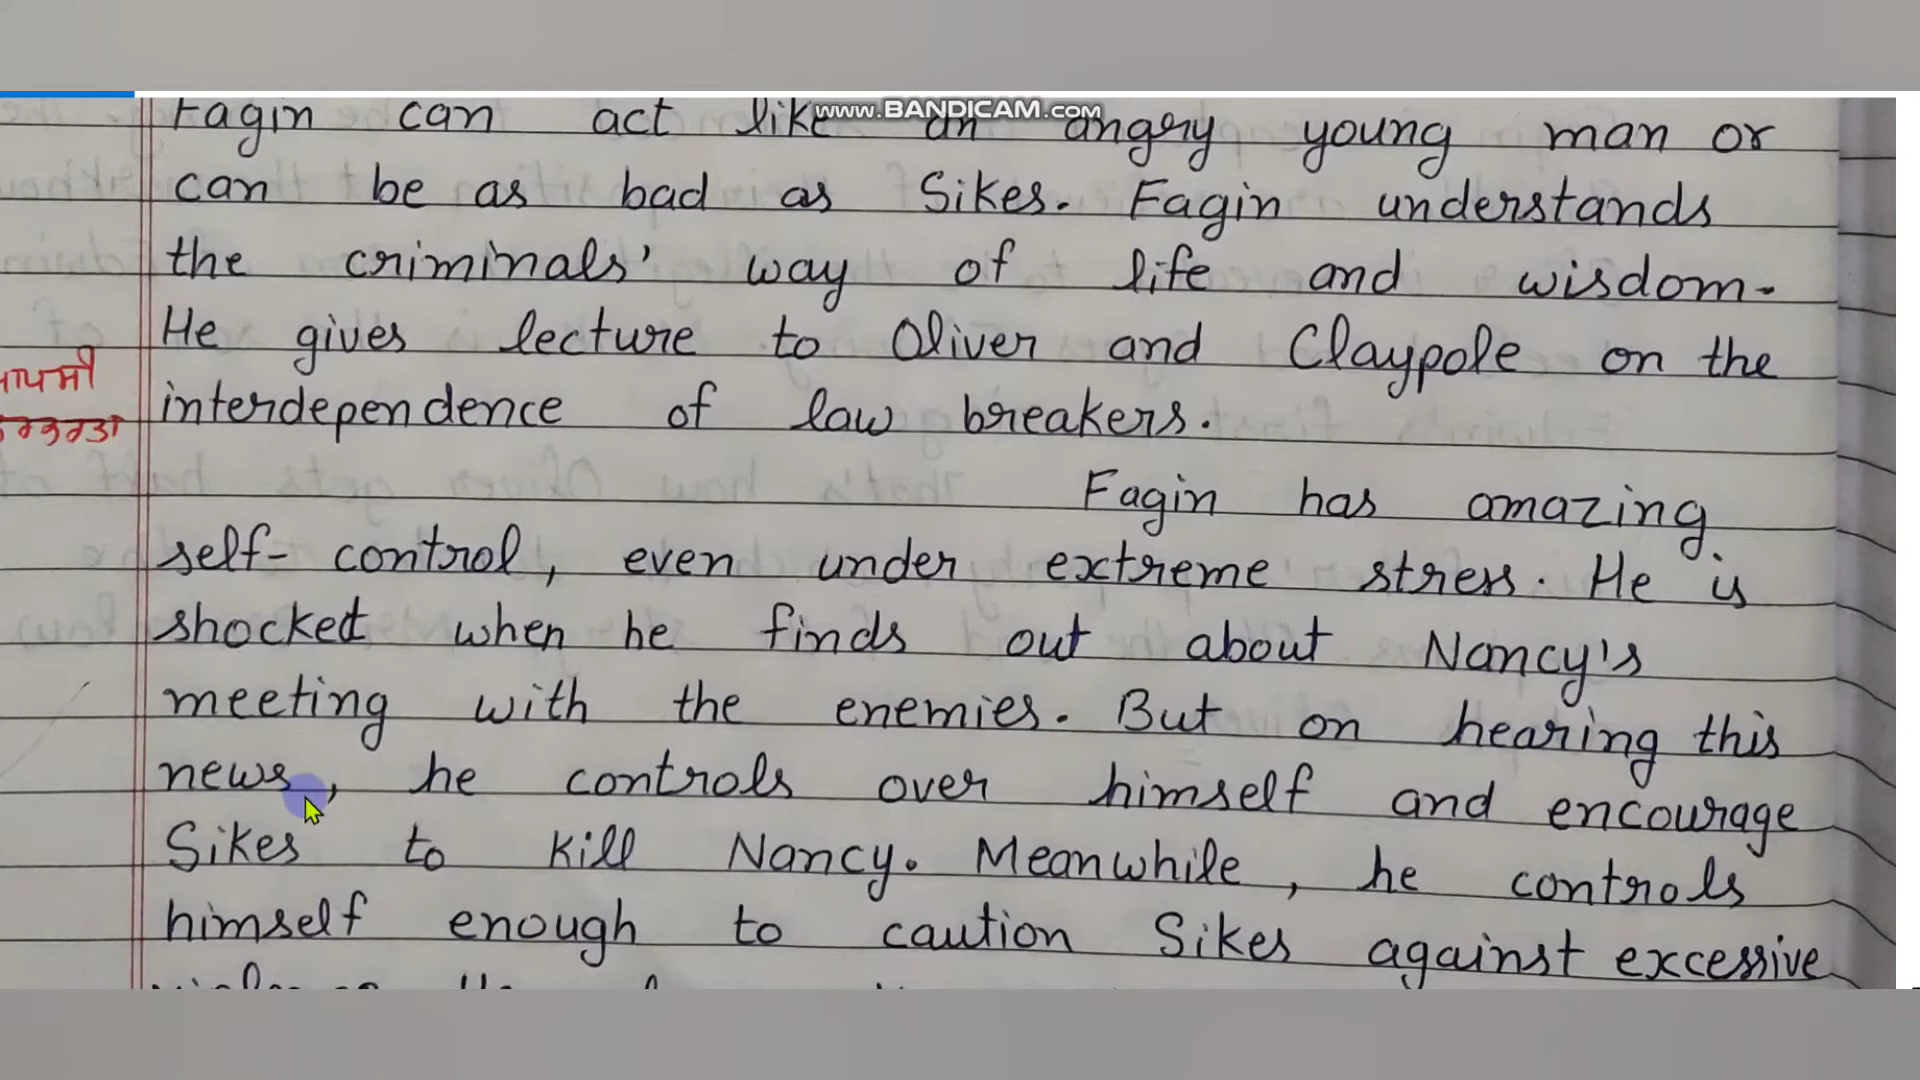 www.BANDICAM.com
Fagin can act like an angry young man or
can be as bad as Sikes. Fagin understands
the criminals' way of life and wisdom.
He gives lecture to Oliver and Claypole on the
interdependence of law breakers.
Fagin has amazing
self-control, even under extreme stress. He is
shocked when he finds out about Nancy's
meeting with the enemies. But on hearing this
news, he controls over himself and encourage
Sikes to kill Nancy. Meanwhile, he controls
himself enough to caution Sikes against excessive